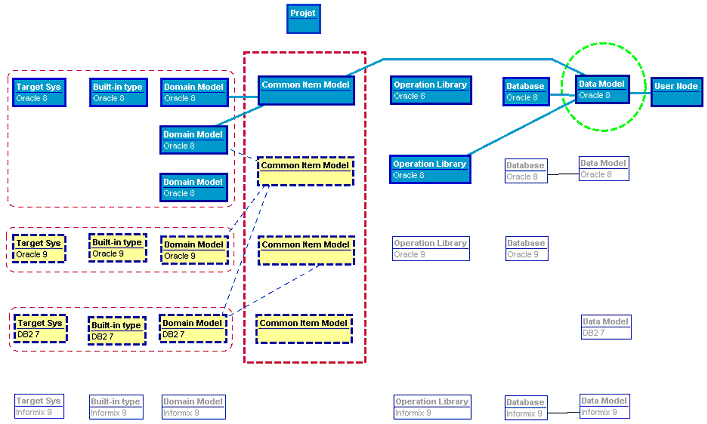 Projet
Target Sys
Oracle 8
Built-in type
Oracle 8
Domain Model
Oracle 8
Common Item Model
Operation Library
Oracle 8
Database
Oracle 8
Data Model
Oracle 8
User Node
Domain Model
Oracle 8
Common Item Model
Operation Library
Oracle 8
Database
Oracle 8
Data Model
Oracle 8
Domain Model
Oracle 8
Target Sys
Oracle 9
Built-in type
Oracle 9
Domain Model
Oracle 9
Common Item Model
Operation Library
Oracle 9
Database
Oracle 9
Target Sys
DB2 7
Built-in type
DB2 7
Domain Model
DB2 7
Common Item Model
Data Model
DB2 7
Target Sys
Informix 9
Built-in type
Informix 9
Domain Model
Informix 9
Operation Library
Informix 9
Database
Informix 9
Data Model
Informix 9